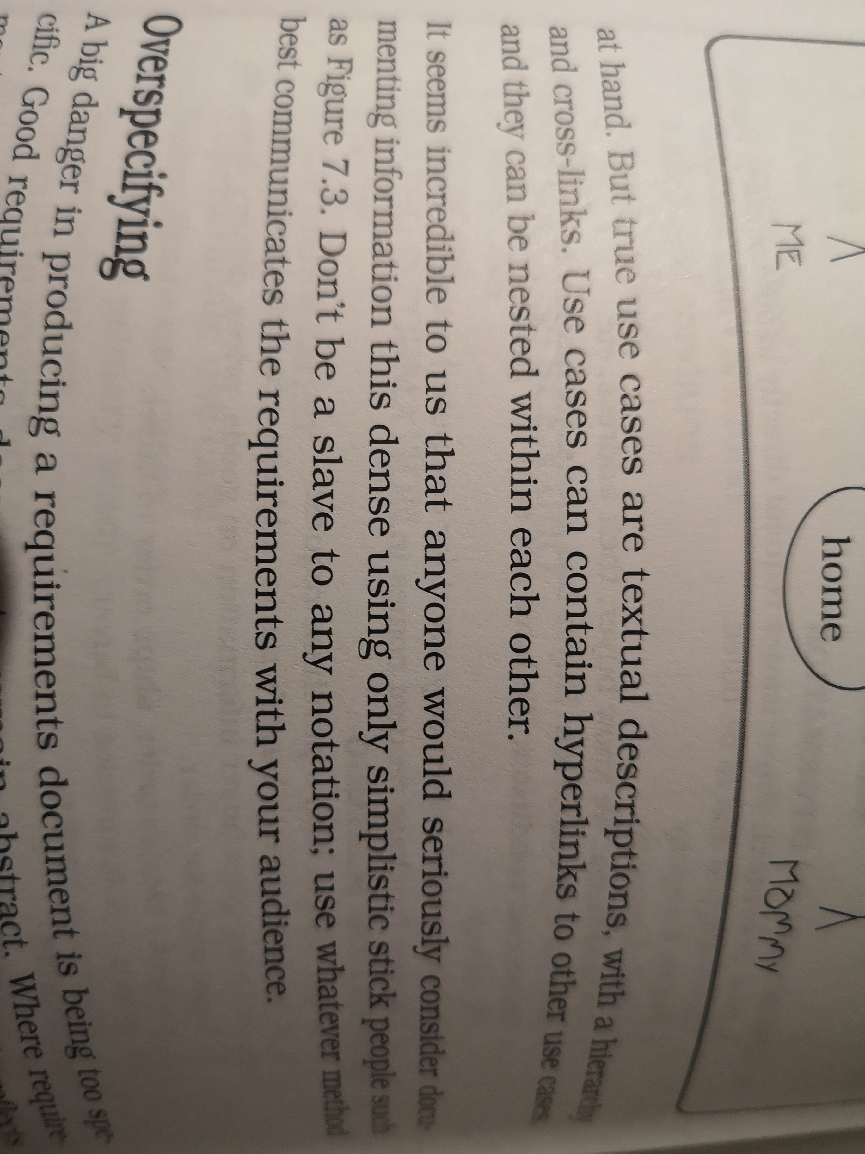 home
ME
Mommy
at hand. But true use cases are textual descriptions, with a hierarchy
and cross-links. Use cases can contain hyperlinks to other use cases,
and they can be nested within each other.
It seems incredible to us that anyone would seriously consider docu-
menting information this dense using only simplistic stick people such
as Figure 7.3. Don't be a slave to any notation; use whatever method
best communicates the requirements with your audience.
Overspecifying
A big danger in producing a requirements document is being too spe-
cific. Good requirements abstract. Where require-